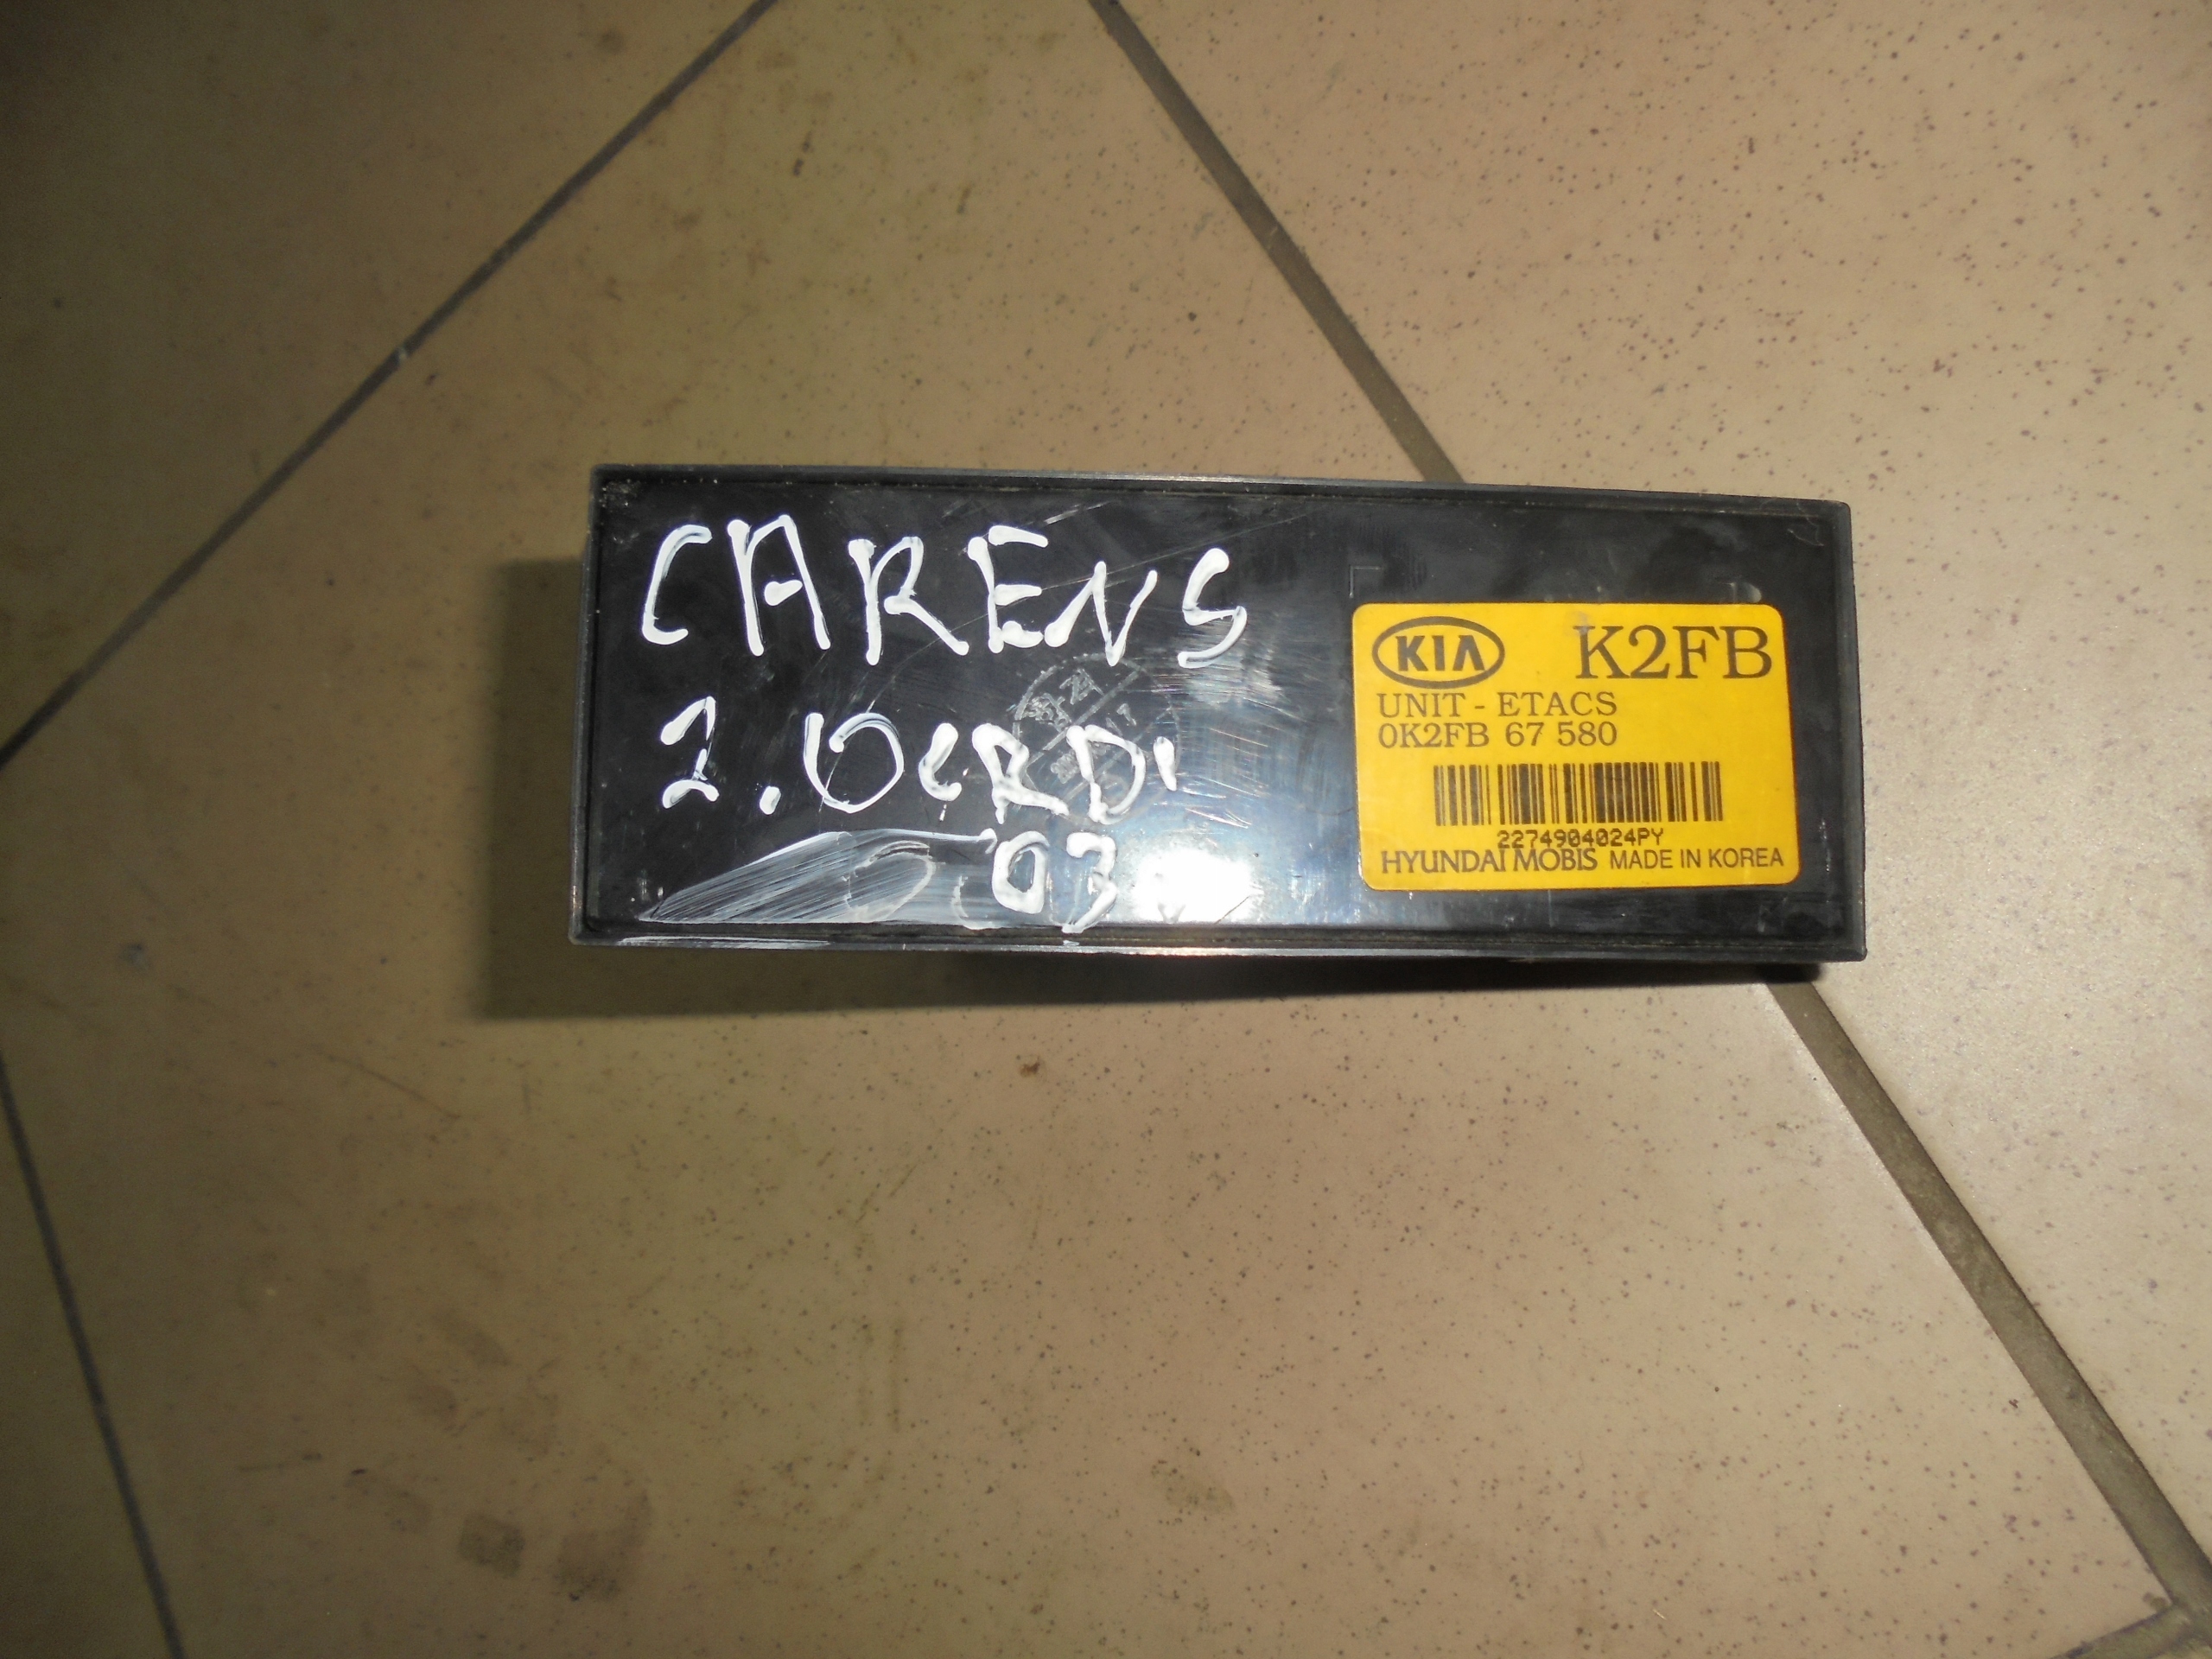 CARENS
2.0CRDi
03
KIA K2FB
UNIT - ETACS
0K2FB 67 580
2274904024PY
HYUNDAI MOBIS MADE IN KOREA